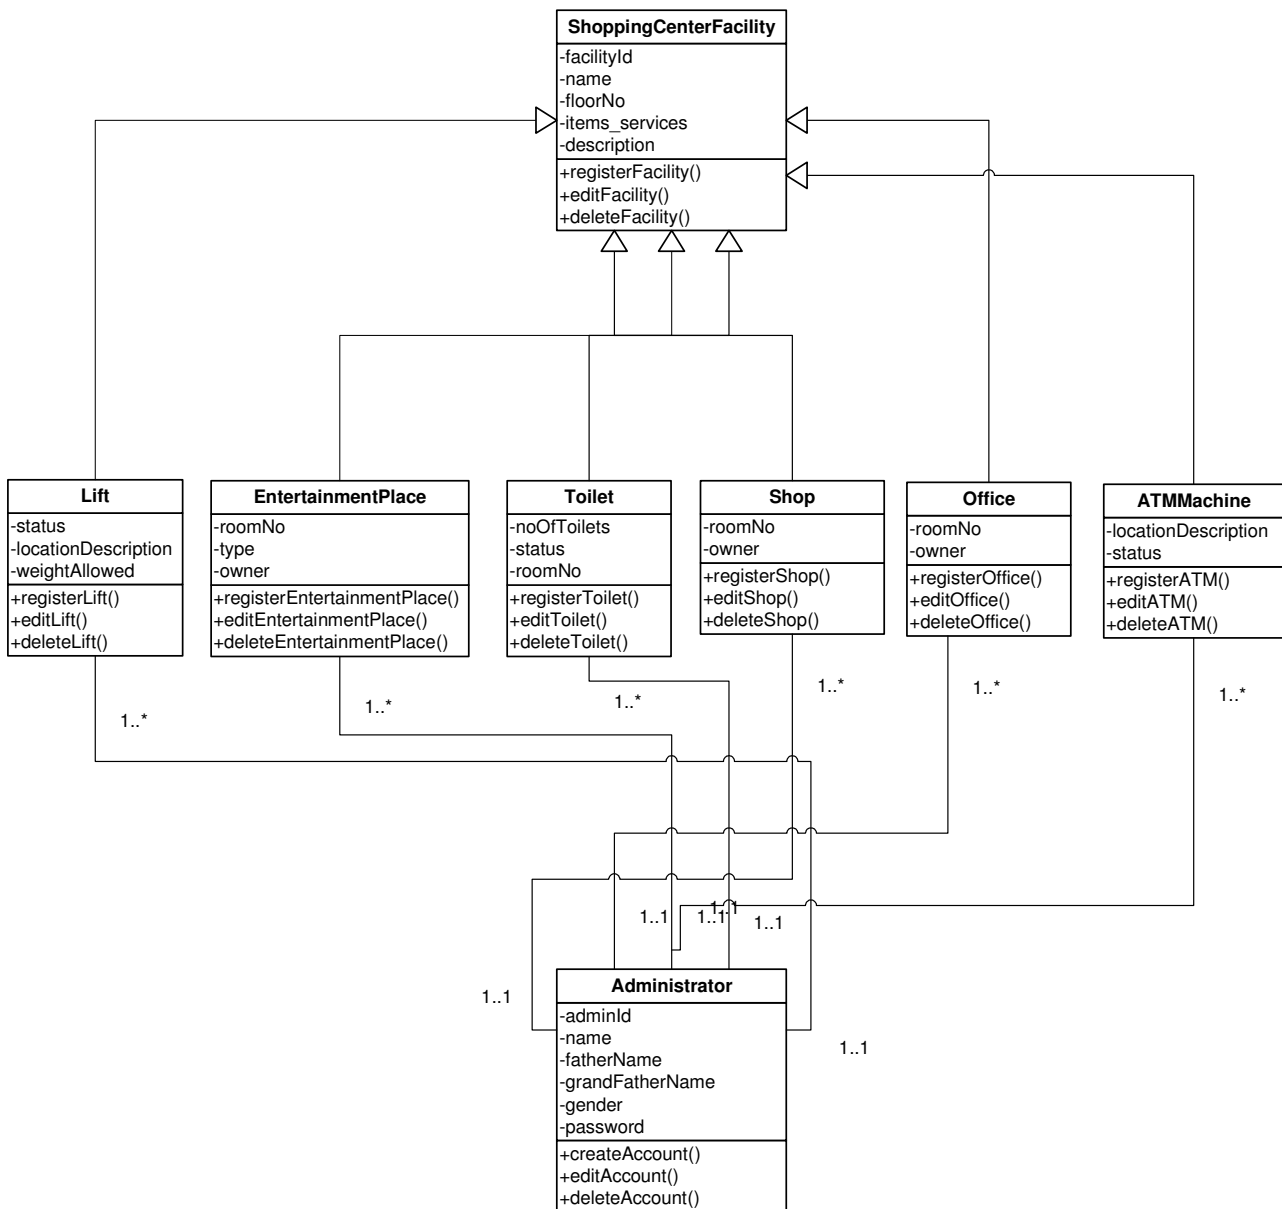 ShoppingCenterFacility
-facilityId
-name
-floorNo
-items_services
-description
+registerFacility()
+editFacility()
+deleteFacility()
Lift
-status
-locationDescription
-weightAllowed
+registerLift()
+editLift()
+deleteLift()
EntertainmentPlace
-roomNo
-type
-owner
+registerEntertainmentPlace()
+editEntertainmentPlace()
+deleteEntertainmentPlace()
Toilet
-noOfToilets
-status
-roomNo
+registerToilet()
+editToilet()
+deleteToilet()
Shop
-roomNo
-owner
+registerShop()
+editShop()
+deleteShop()
Office
-roomNo
-owner
+registerOffice()
+editOffice()
+deleteOffice()
ATMMachine
-locationDescription
-status
+registerATM()
+editATM()
+deleteATM()
1..*
1..*
1..*
1..*
1..*
1..*
1..1
1..1
1..1
1..1
1..1
1..1
Administrator
-adminId
-name
-fatherName
-grandFatherName
-gender
-password
+createAccount()
+editAccount()
+deleteAccount()